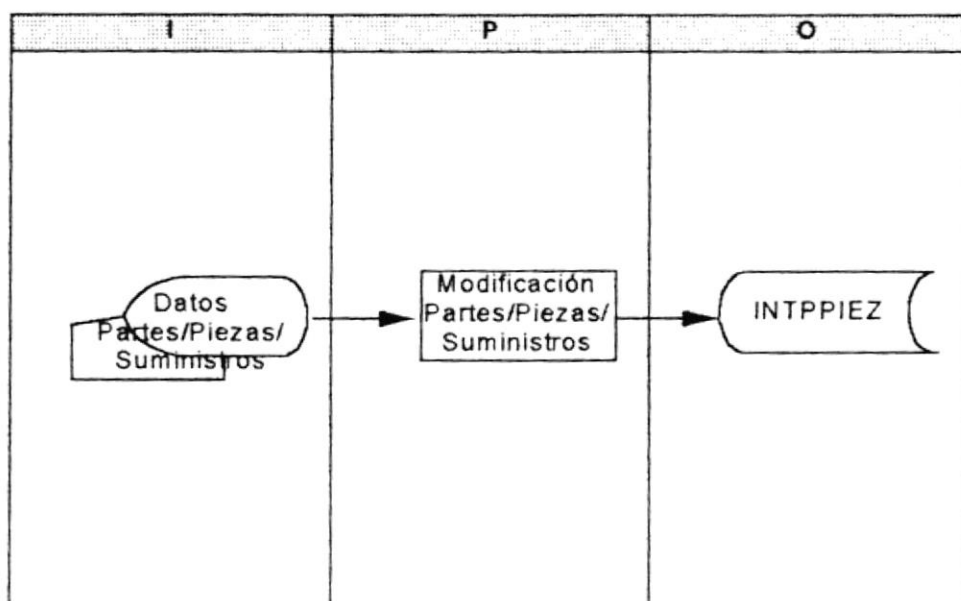 I
P
O
Datos
Partes/Piezas/
Suministros
Modificación
Partes/Piezas/
Suministros
INTPPIEZ